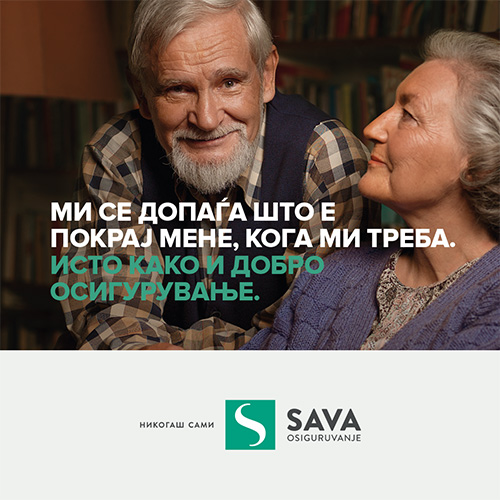 МИ СЕ ДОПАЃА ШТО Е
ПОКРАЈ МЕНЕ, КОГА МИ ТРЕБА.
ИСТО КАКО И ДОБРО
ОСИГУРУВАЊЕ.
НИКОГАШ САМИ
SAVA
OSIGURUVANJE